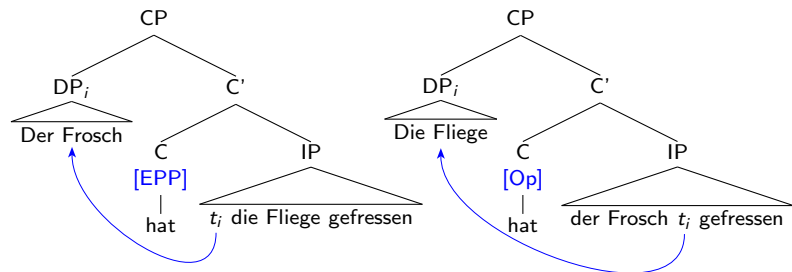 CP
DPi
C'
Der Frosch
C
IP
[EPP]
hat
ti die Fliege gefressen
CP
DPi
C'
Die Fliege
C
IP
[Op]
hat
der Frosch ti gefressen